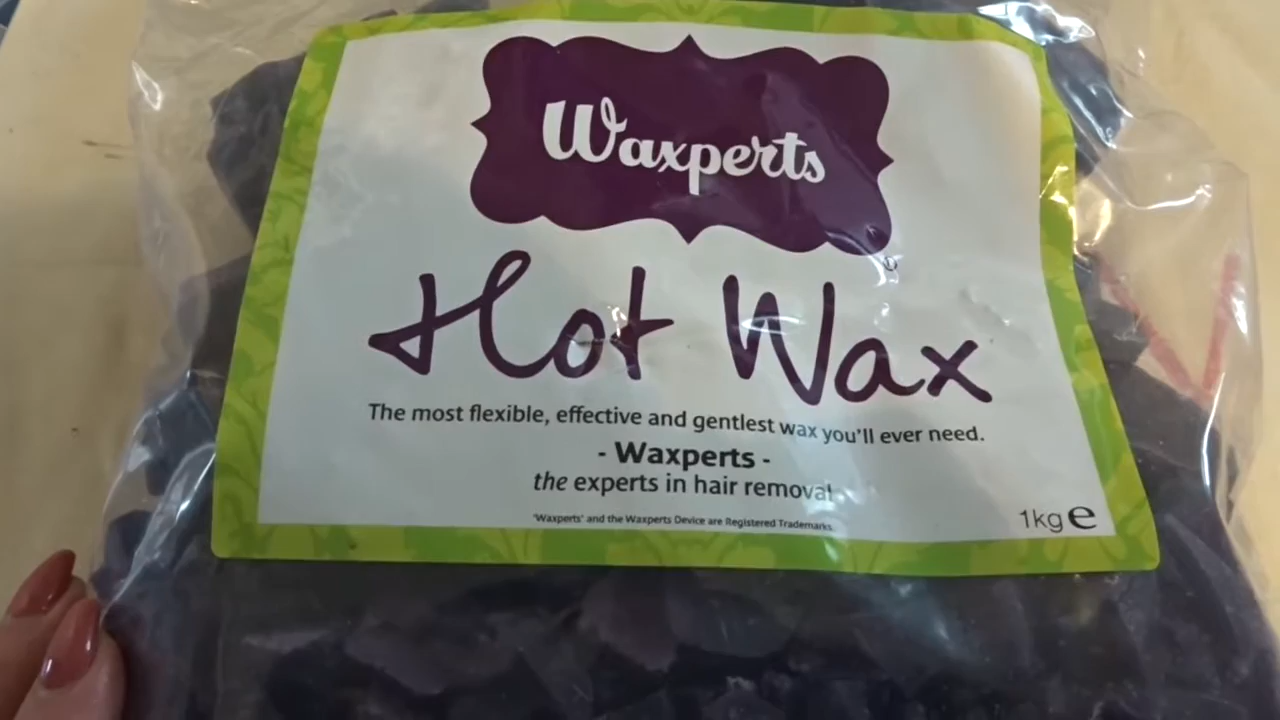 Waxperts
Hot Wax
The most flexible, effective and gentlest wax you'll ever need.
- Waxperts -
the experts in hair removal
'Waxperts' and the Waxperts Device are Registered Trademarks.
1kg ℮